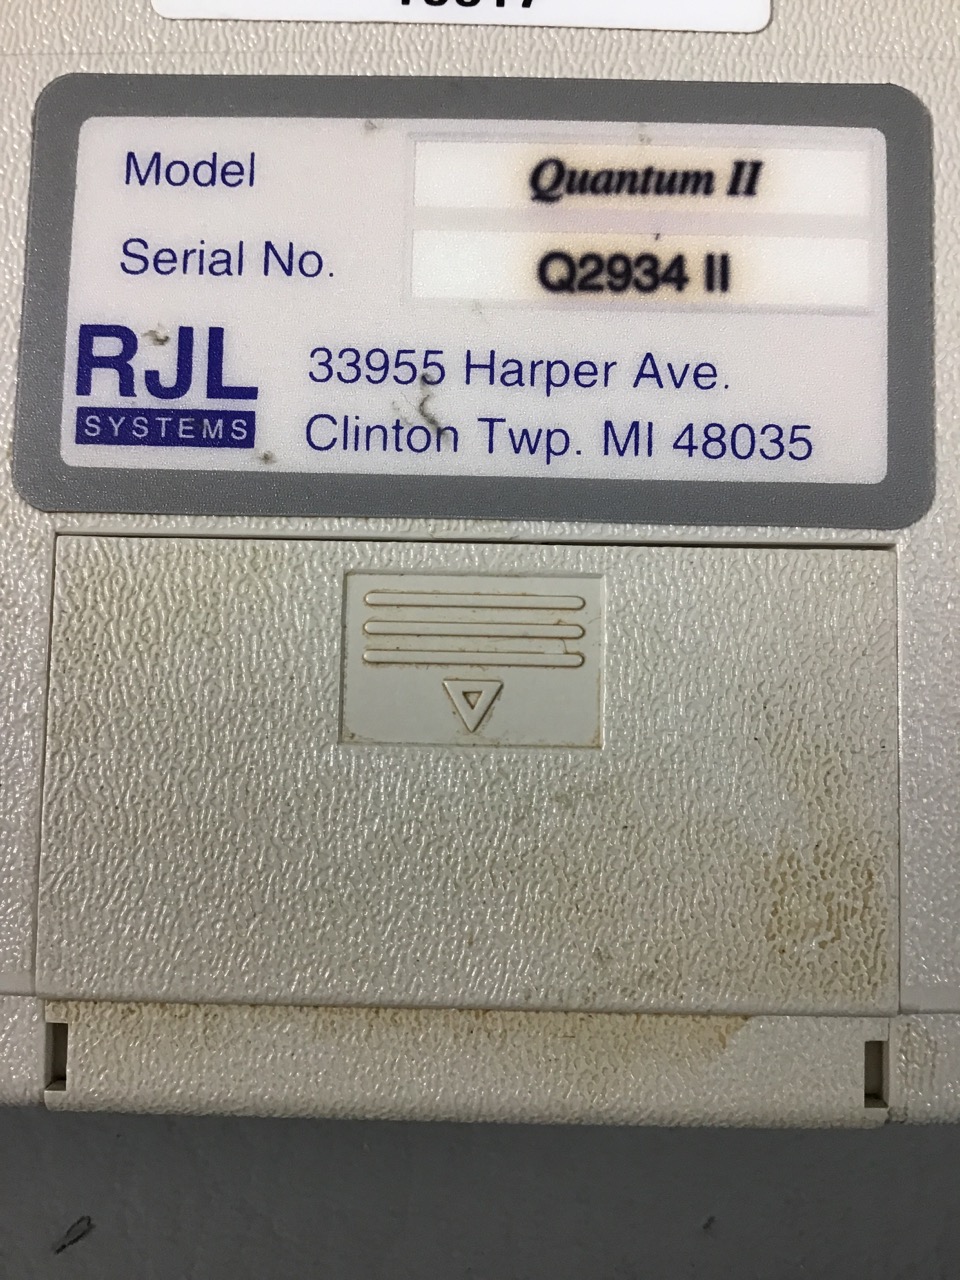 Model Quantum II
Serial No. Q2934 II
RJL
SYSTEMS
33955 Harper Ave.
Clinton Twp. MI 48035